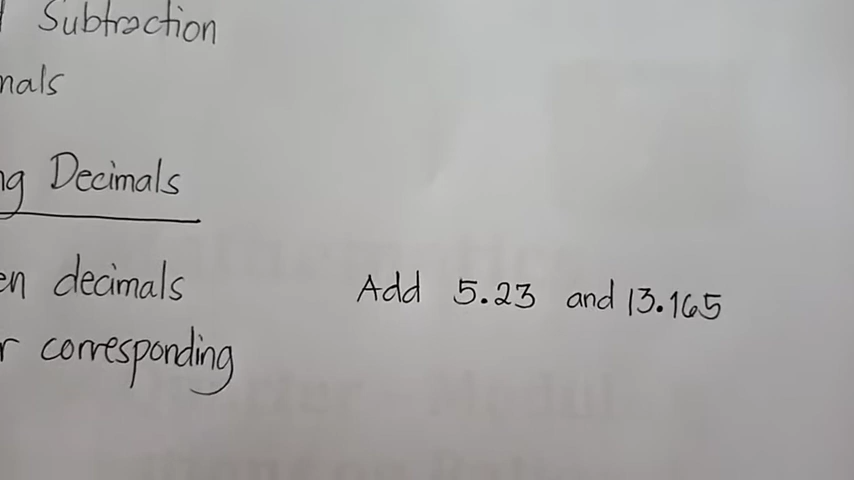 Subtraction
nals
ng Decimals
en decimals
Add 5.23 and 13.165
r corresponding